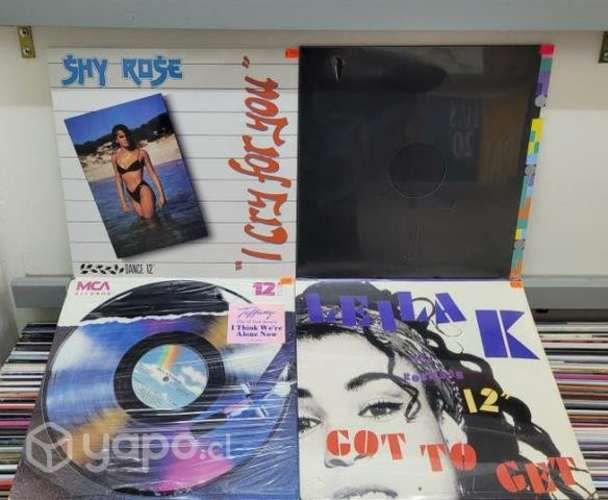 SHY ROSE
"I cry for you"
DANCE 12"
MCA
RECORDS
12"
Tiffany
I Think We're
Alone Now
LEILA K
12"
GOT TO GET
yapo.cl